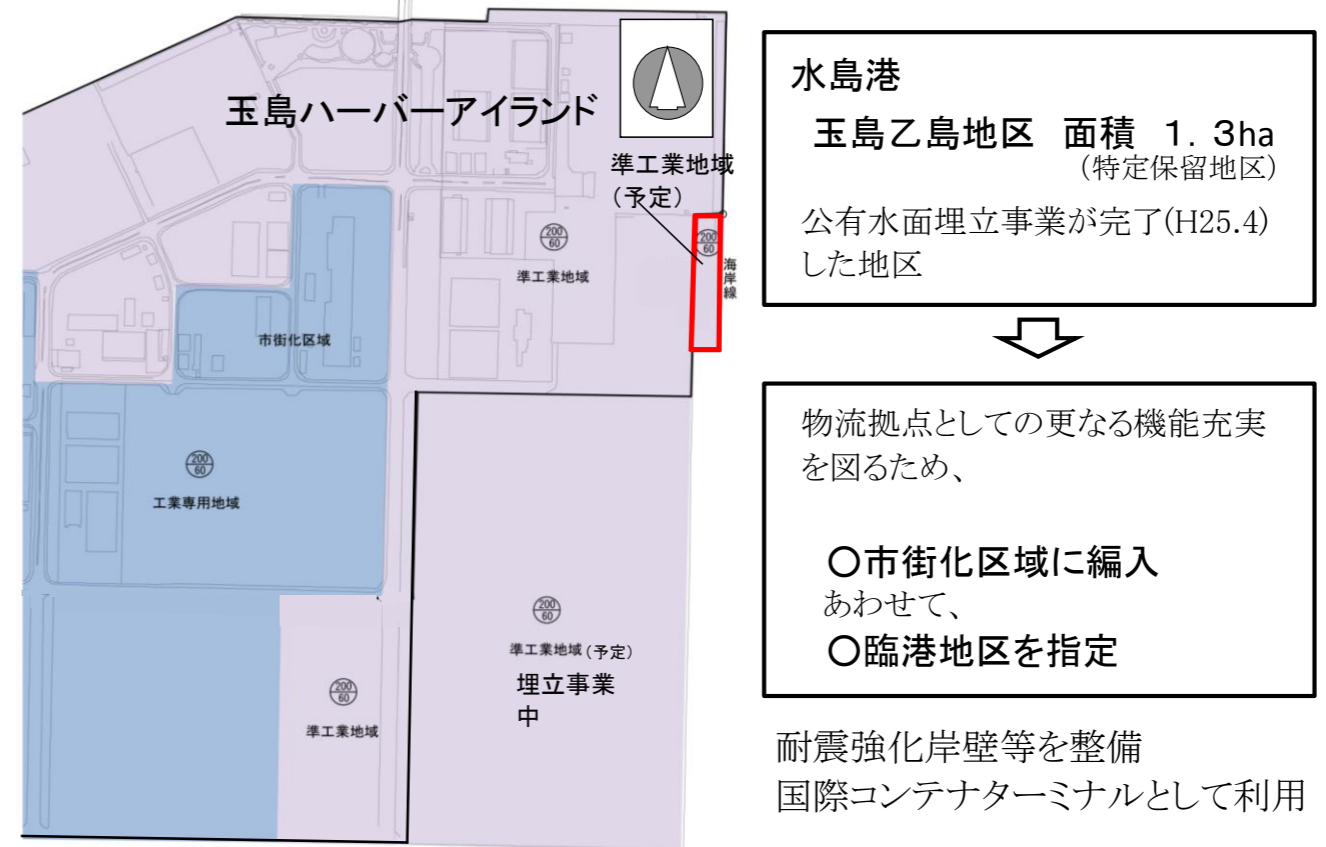 玉島ハーバーアイランド
準工業地域
(予定)
200
60
準工業地域
200
60
海岸線
市街化区域
200
60
工業専用地域
200
60
準工業地域(予定)
埋立事業
中
200
60
準工業地域
水島港
玉島乙島地区 面積 1.3ha
(特定保留地区)
公有水面埋立事業が完了(H25.4)
した地区
物流拠点としての更なる機能充実
を図るため、
○市街化区域に編入
あわせて、
○臨港地区を指定
耐震強化岸壁等を整備
国際コンテナターミナルとして利用